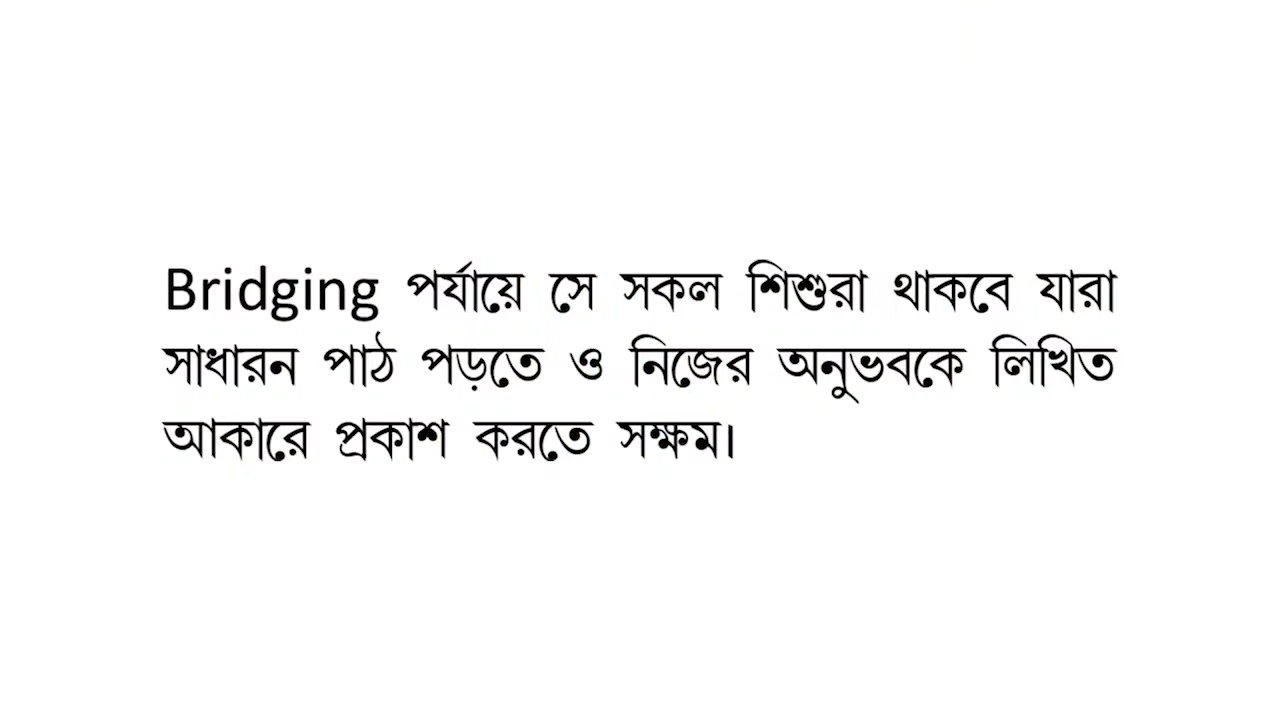 Bridging পর্যায়ে সে সকল শিশুরা থাকবে যারা
সাধারন পাঠ পড়তে ও নিজের অনুভবকে লিখিত
আকারে প্রকাশ করতে সক্ষম।